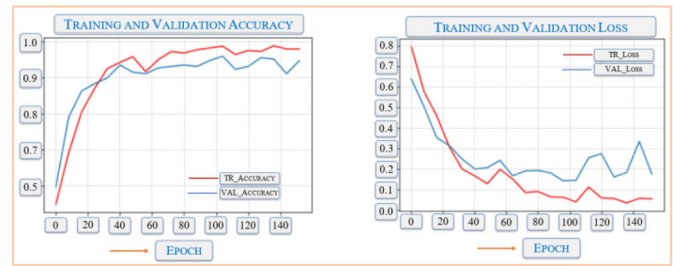 TRAINING AND VALIDATION ACCURACY
1.0
0.9
0.8
0.7
0.5
TR_ACCURACY
VAL_ACCURACY
0 20 40 60 80 100 120 140
EPOCH
TRAINING AND VALIDATION LOSS
0.8
0.7
0.6
0.5
0.4
0.3
0.2
0.1
0.0
TR_LOSS
VAL_LOSS
0 20 40 60 80 100 120 140
EPOCH